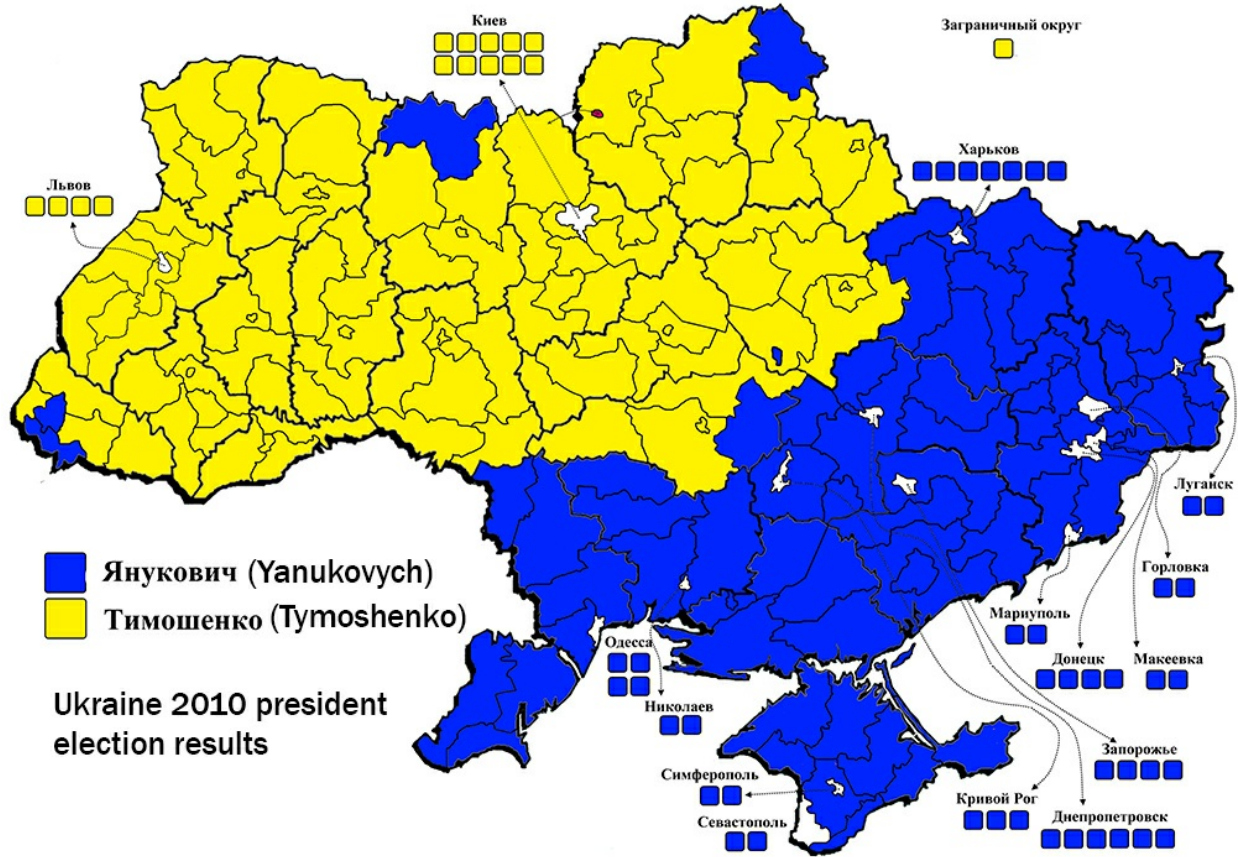 Киев
Заграничный округ
Харьков
Львов
Луганск
Горловка
Мариуполь
Донецк
Макеевка
Одесса
Николаев
Запорожье
Симферополь
Кривой Рог
Севастополь
Днепропетровск
Янукович (Yanukovych)
Тимошенко (Tymoshenko)
Ukraine 2010 president
election results